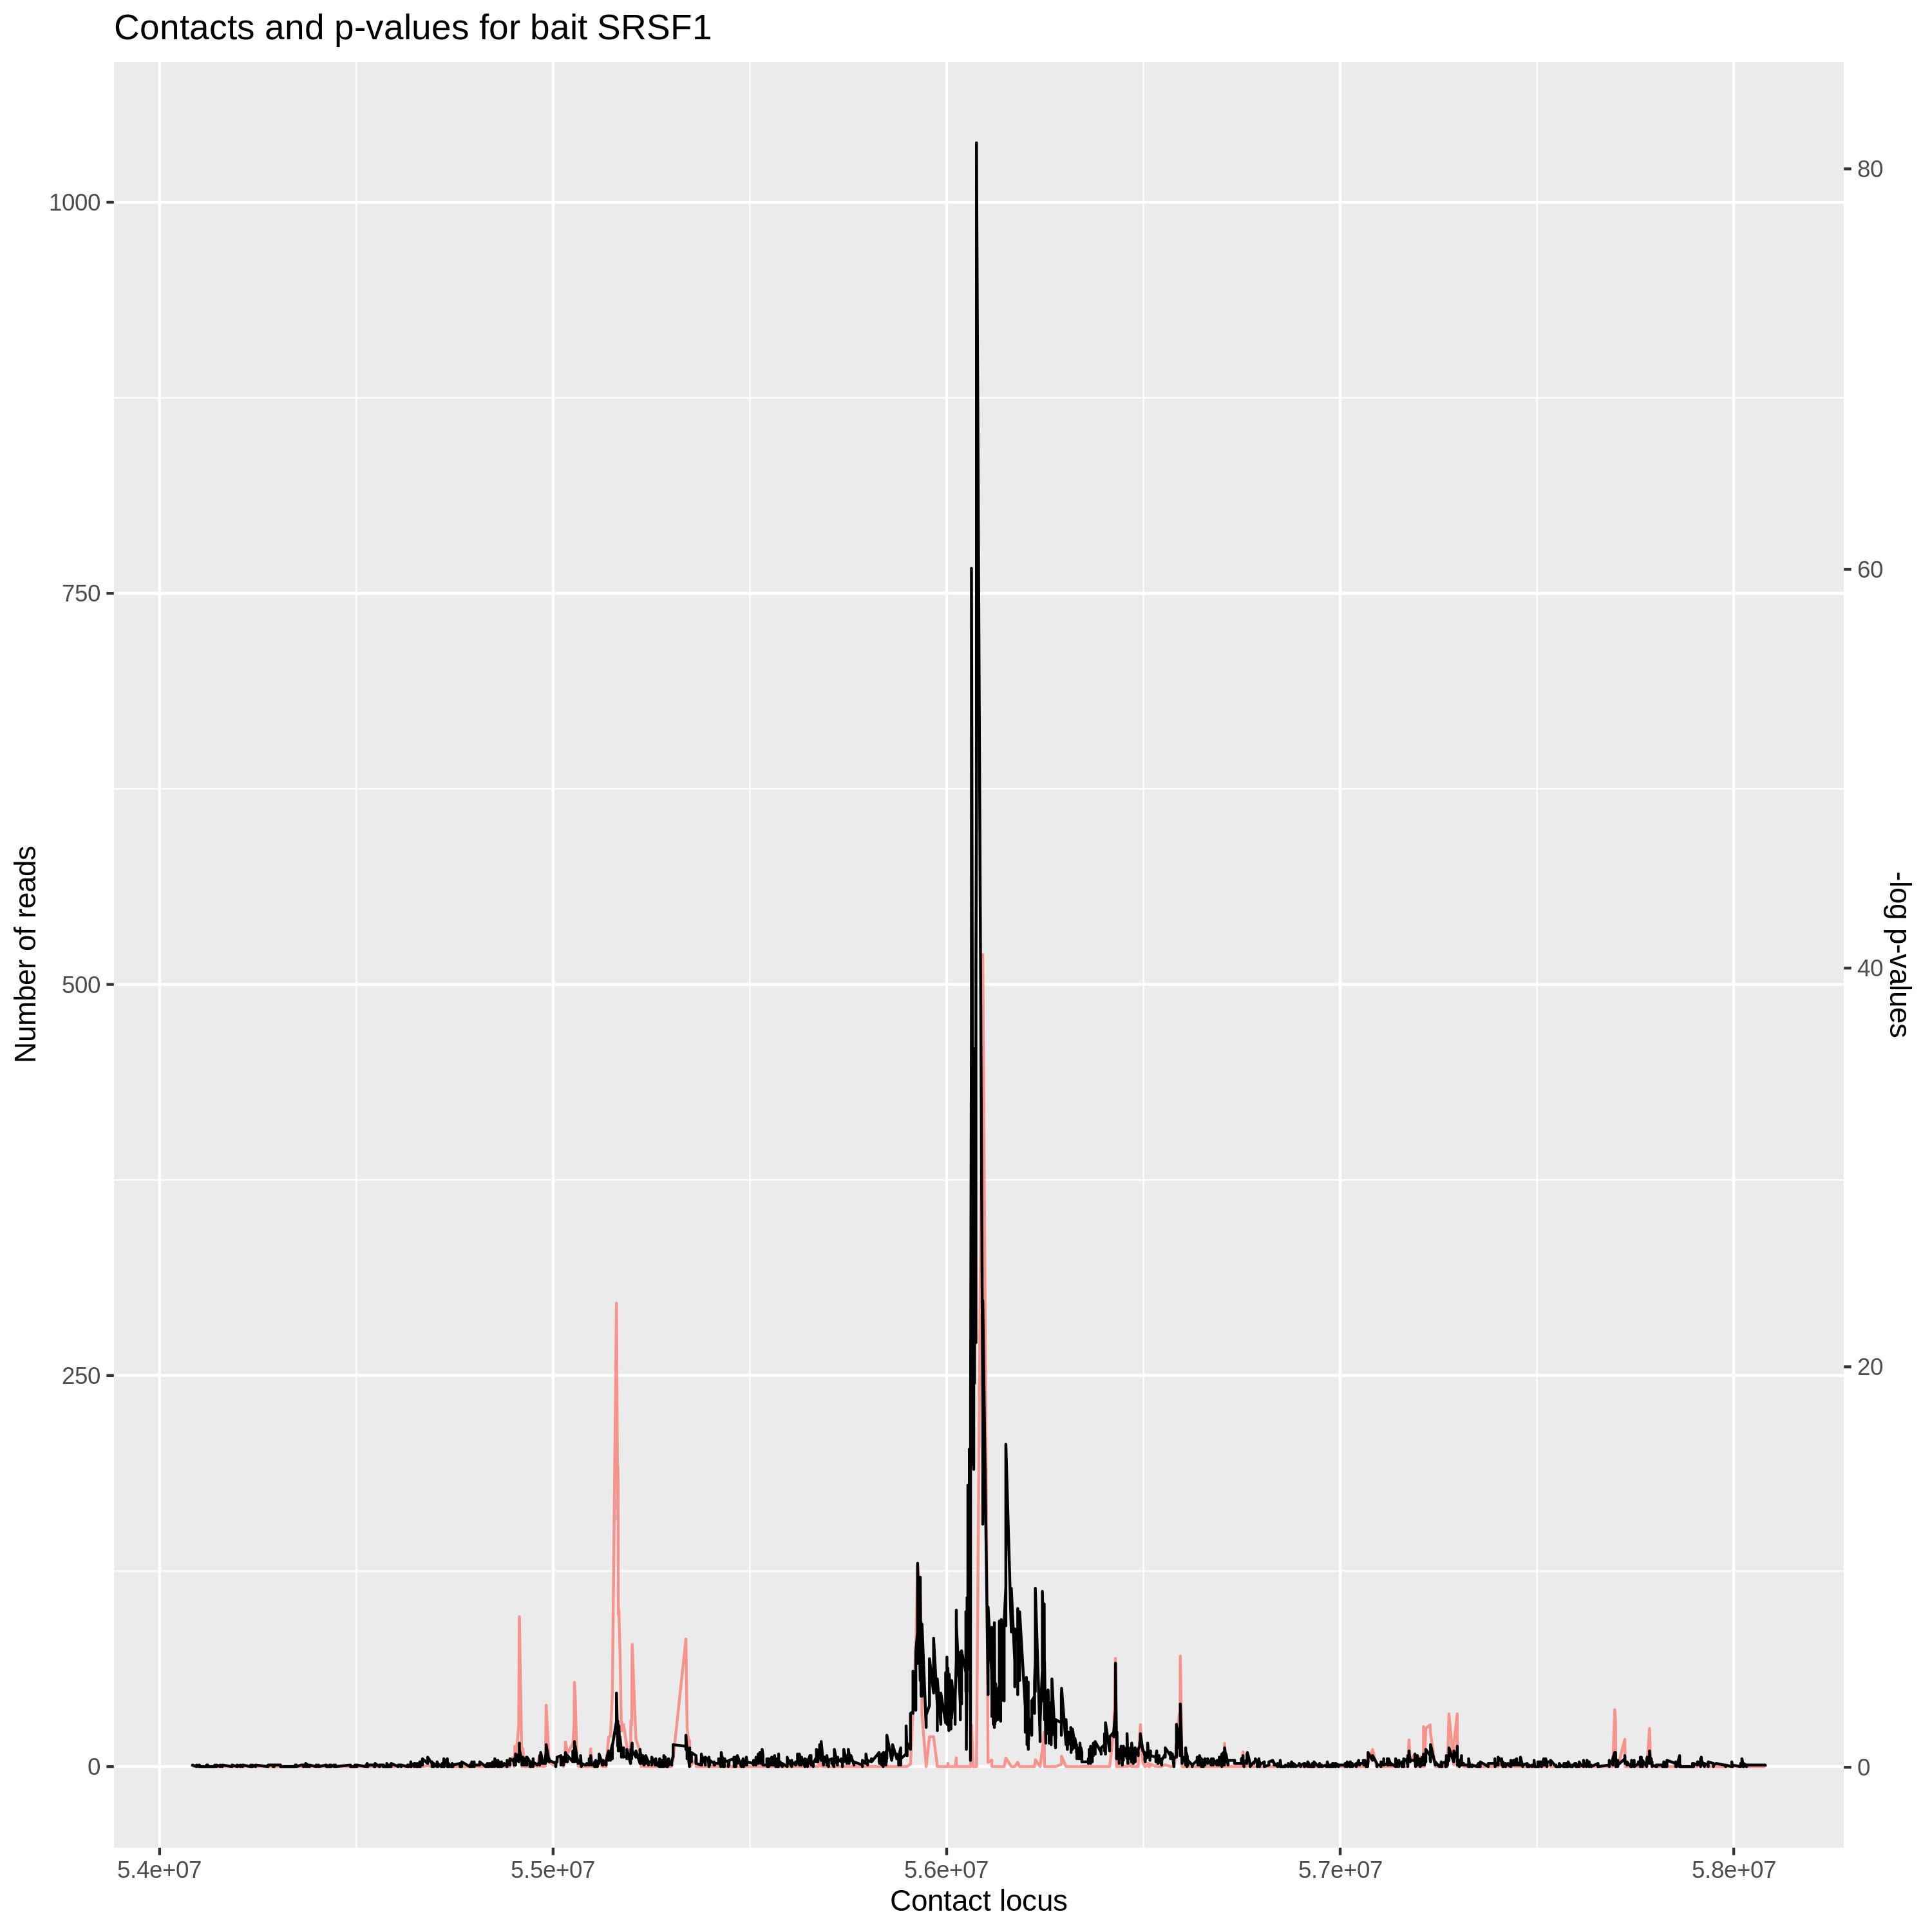 Contacts and p-values for bait SRSF1
1000
750
500
250
0
Number of reads
80
60
40
20
0
-log p-values
5.4e+07
5.5e+07
5.6e+07
5.7e+07
5.8e+07
Contact locus